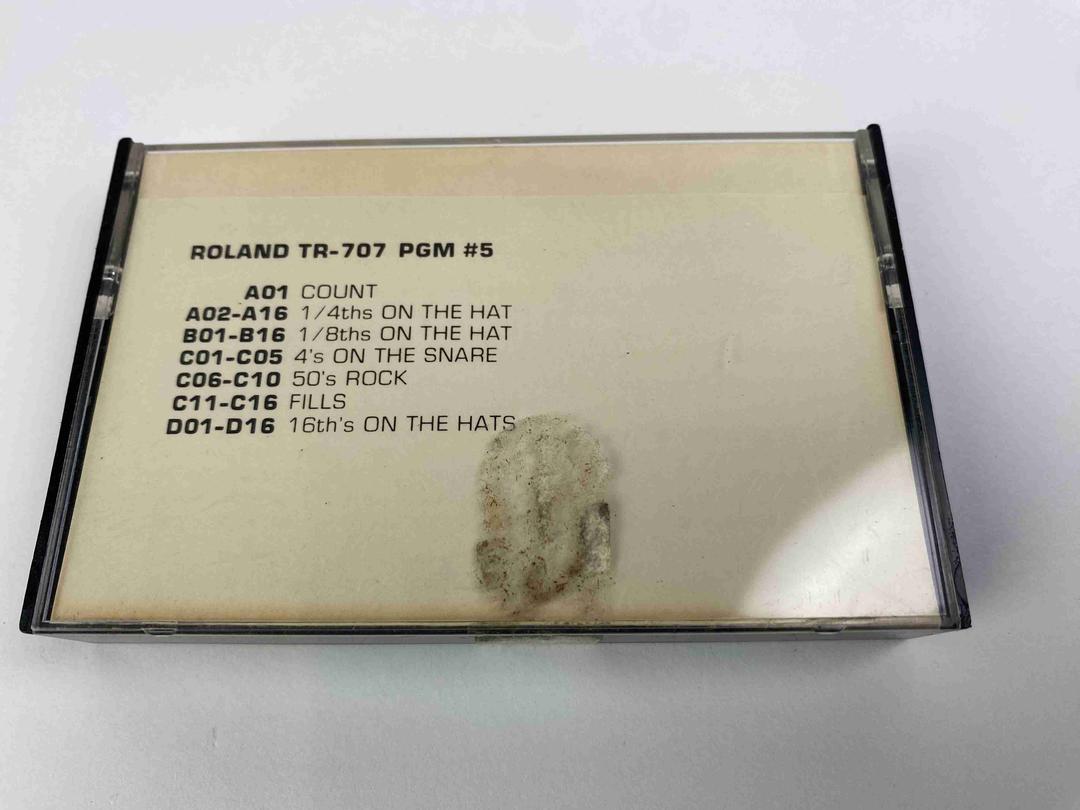 ROLAND TR-707 PGM #5
A01 COUNT
A02-A16 1/4ths ON THE HAT
B01-B16 1/8ths ON THE HAT
C01-C05 4's ON THE SNARE
C06-C10 50's ROCK
C11-C16 FILLS
D01-D16 16th's ON THE HATS